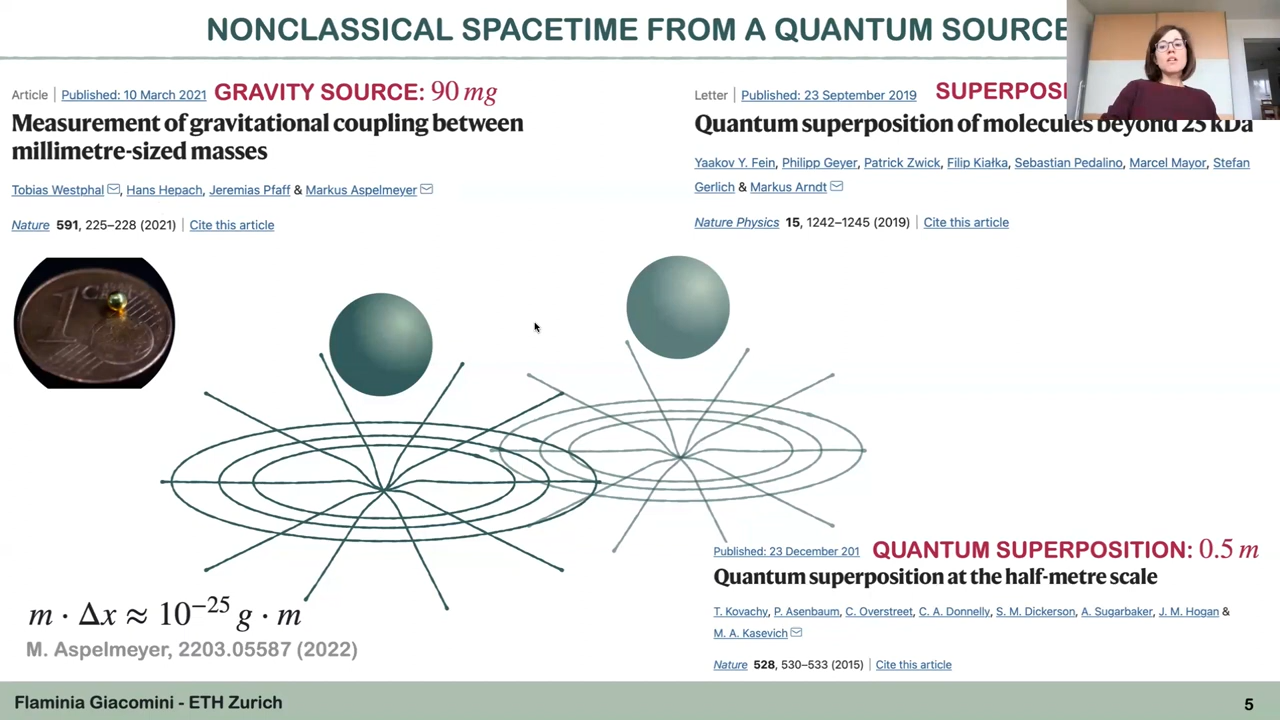 NONCLASSICAL SPACETIME FROM A QUANTUM SOURCE
Article | Published: 10 March 2021 GRAVITY SOURCE: 90 mg
Measurement of gravitational coupling between
millimetre-sized masses
Tobias Westphal, Hans Hepach, Jeremias Pfaff & Markus Aspelmeyer
Nature 591, 225–228 (2021) | Cite this article
Letter | Published: 23 September 2019
Quantum superposition of molecules beyond 25 kDa
Yaakov Y. Fein, Philipp Geyer, Patrick Zwick, Filip Kiałka, Sebastian Pedalino, Marcel Mayor, Stefan
Gerlich & Markus Arndt
Nature Physics 15, 1242–1245 (2019) | Cite this article
1
m · Δx ≈ 10⁻²⁵ g · m
M. Aspelmeyer, 2203.05587 (2022)
Published: 23 December 201 QUANTUM SUPERPOSITION: 0.5 m
Quantum superposition at the half-metre scale
T. Kovachy, P. Asenbaum, C. Overstreet, C. A. Donnelly, S. M. Dickerson, A. Sugarbaker, J. M. Hogan &
M. A. Kasevich
Nature 528, 530–533 (2015) | Cite this article
Flaminia Giacomini - ETH Zurich
5